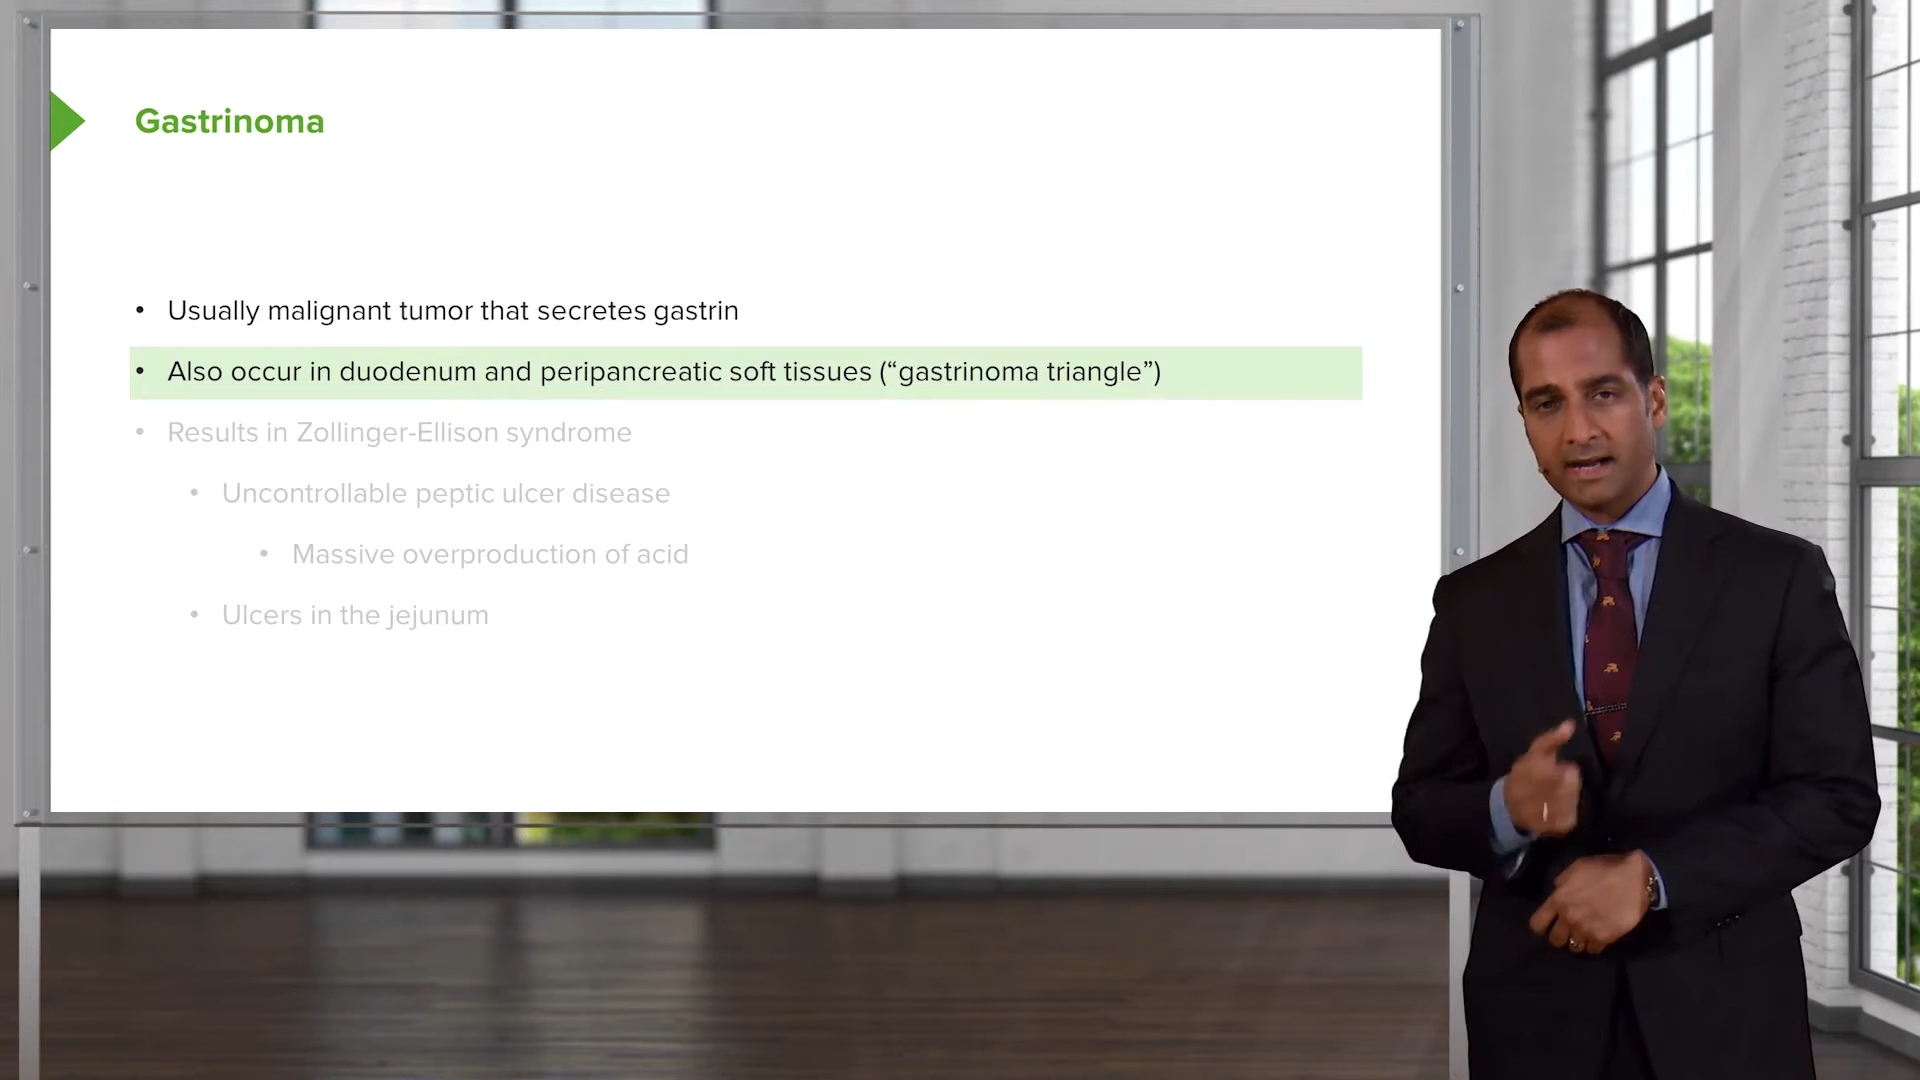 Gastrinoma
• Usually malignant tumor that secretes gastrin
• Also occur in duodenum and peripancreatic soft tissues (“gastrinoma triangle”)
• Results in Zollinger-Ellison syndrome
• Uncontrollable peptic ulcer disease
• Massive overproduction of acid
• Ulcers in the jejunum